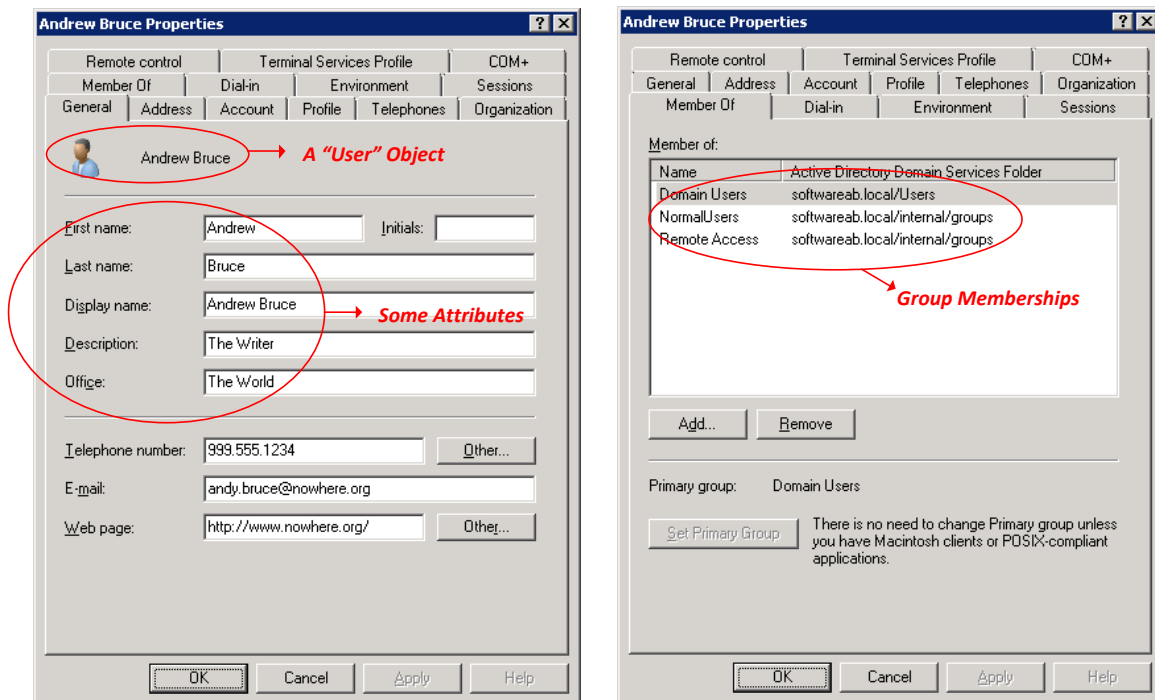 Andrew Bruce Properties
Remote control Terminal Services Profile COM+
Member Of Dial-in Environment Sessions
General Address Account Profile Telephones Organization
Andrew Bruce
A “User” Object
First name: Andrew Initials:
Last name: Bruce
Display name: Andrew Bruce
Some Attributes
Description: The Writer
Office: The World
Telephone number: 999.555.1234 Other...
E-mail: andy.bruce@nowhere.org
Web page: http://www.nowhere.org/ Other...
OK Cancel Apply Help
Andrew Bruce Properties
Remote control Terminal Services Profile COM+
General Address Account Profile Telephones Organization
Member Of Dial-in Environment Sessions
Member of:
Name Active Directory Domain Services Folder
Domain Users softwareab.local/Users
NormalUsers softwareab.local/internal/groups
Remote Access softwareab.local/internal/groups
Group Memberships
Add... Remove
Primary group: Domain Users
Set Primary Group
There is no need to change Primary group unless
you have Macintosh clients or POSIX-compliant
applications.
OK Cancel Apply Help